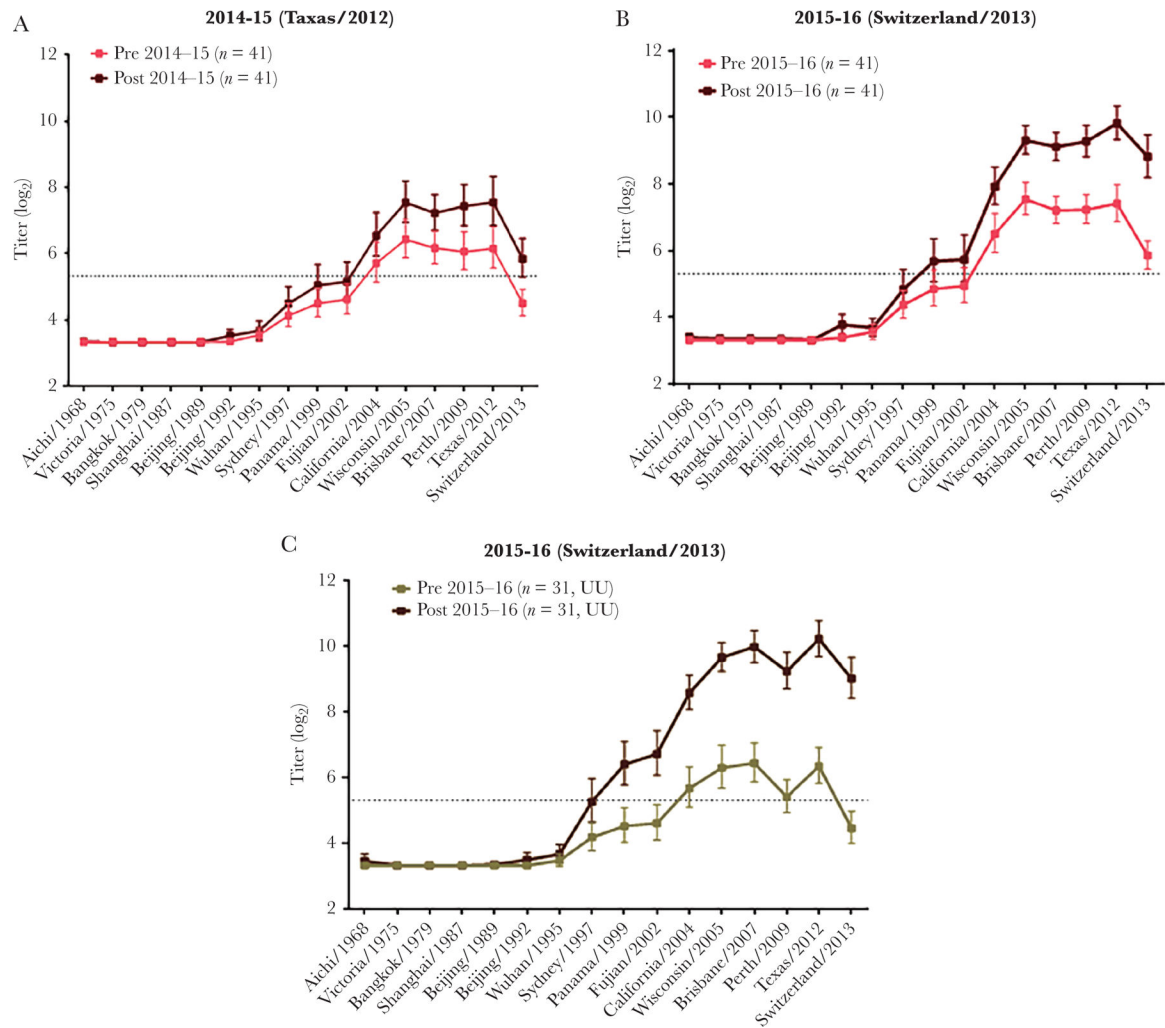 A
2014-15 (Taxas/2012)
Pre 2014–15 (n = 41)
Post 2014–15 (n = 41)
Titer (log2)
12
10
8
6
4
2
Aichi/1968
Victoria/1975
Bangkok/1979
Shanghai/1987
Beijing/1989
Beijing/1992
Wuhan/1995
Sydney/1997
Panama/1999
Fujian/2002
California/2004
Wisconsin/2005
Brisbane/2007
Perth/2009
Texas/2012
Switzerland/2013
B
2015-16 (Switzerland/2013)
Pre 2015–16 (n = 41)
Post 2015–16 (n = 41)
Titer (log2)
12
10
8
6
4
2
Aichi/1968
Victoria/1975
Bangkok/1979
Shanghai/1987
Beijing/1989
Beijing/1992
Wuhan/1995
Sydney/1997
Panama/1999
Fujian/2002
California/2004
Wisconsin/2005
Brisbane/2007
Perth/2009
Texas/2012
Switzerland/2013
C
2015-16 (Switzerland/2013)
Pre 2015–16 (n = 31, UU)
Post 2015–16 (n = 31, UU)
Titer (log2)
12
10
8
6
4
2
Aichi/1968
Victoria/1975
Bangkok/1979
Shanghai/1987
Beijing/1989
Beijing/1992
Wuhan/1995
Sydney/1997
Panama/1999
Fujian/2002
California/2004
Wisconsin/2005
Brisbane/2007
Perth/2009
Texas/2012
Switzerland/2013